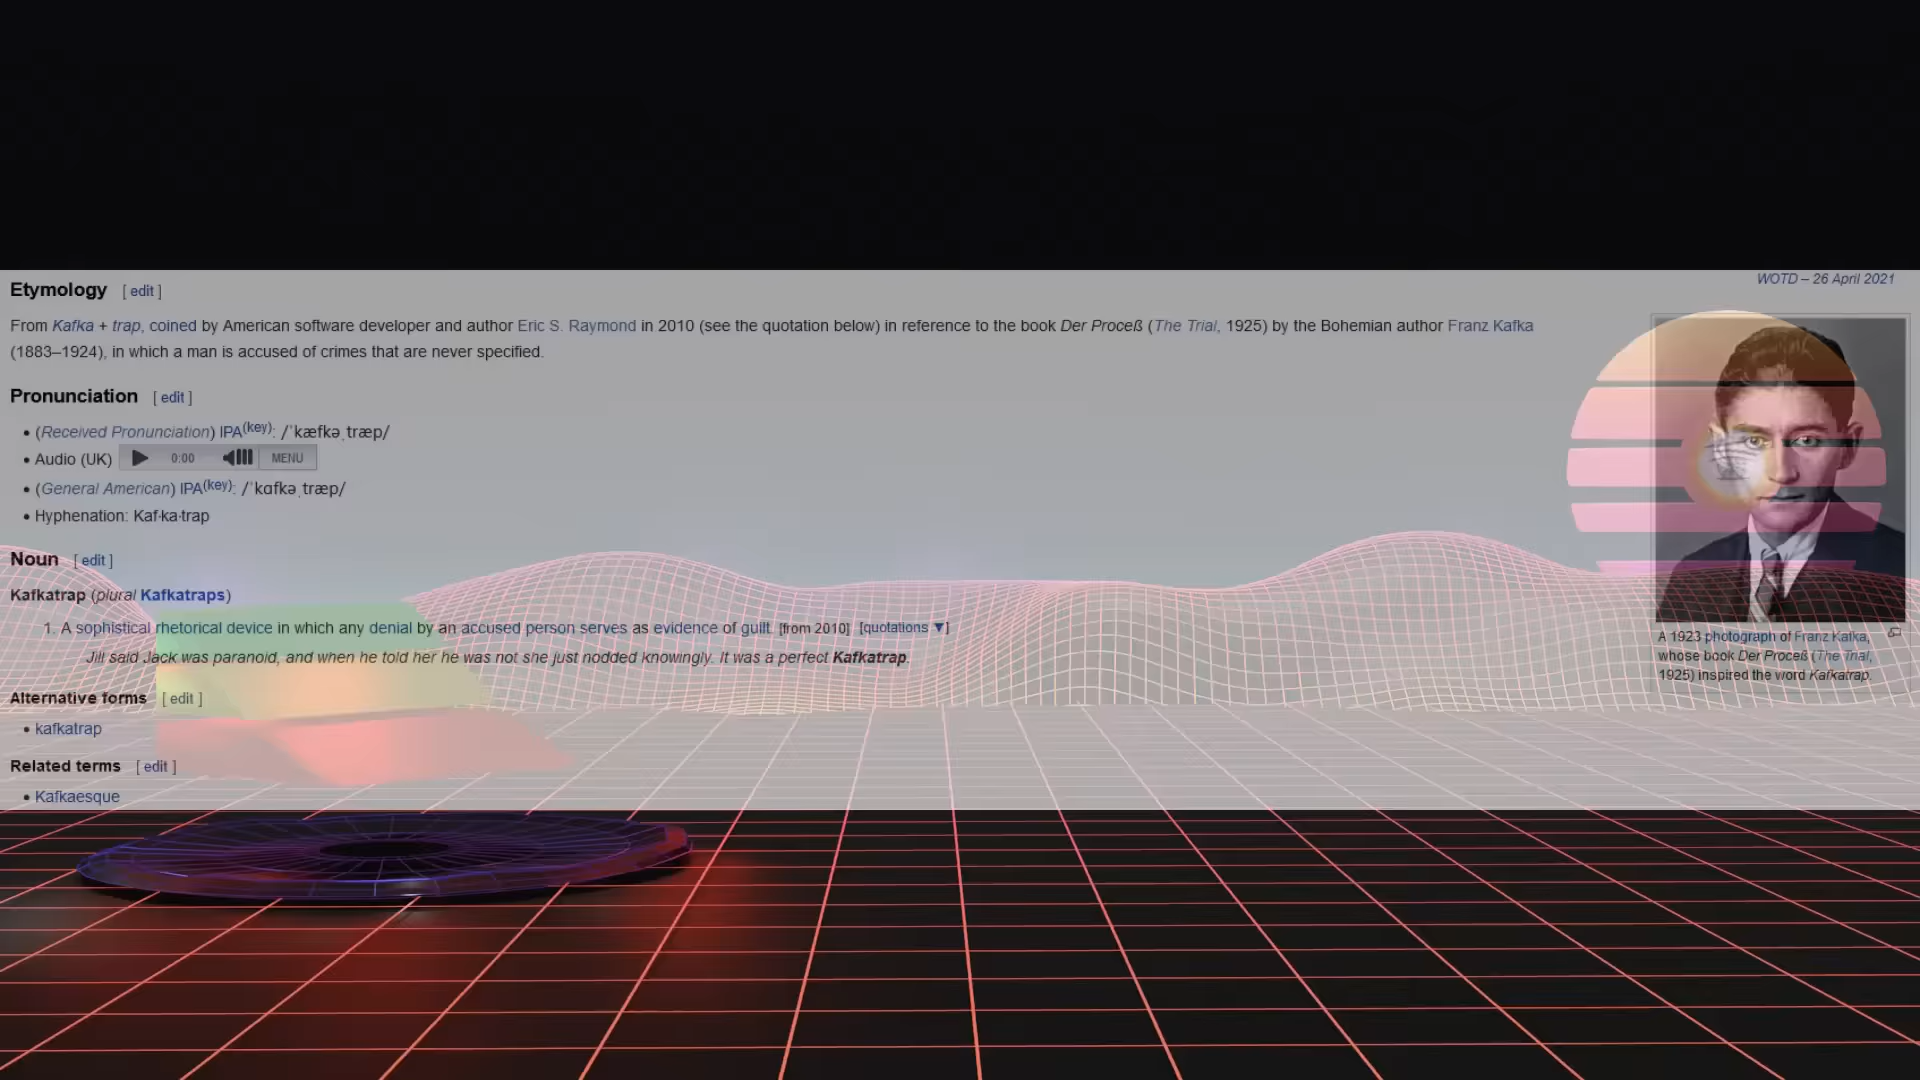 WOTD – 26 April 2021
Etymology [ edit ]
From Kafka + trap, coined by American software developer and author Eric S. Raymond in 2010 (see the quotation below) in reference to the book Der Proceß (The Trial, 1925) by the Bohemian author Franz Kafka
(1883–1924), in which a man is accused of crimes that are never specified.
Pronunciation [ edit ]
• (Received Pronunciation) IPA(key): /ˈkæfkəˌtræp/
• Audio (UK) 0:00 MENU
• (General American) IPA(key): /ˈkɑfkəˌtræp/
• Hyphenation: Kaf‧ka‧trap
Noun [ edit ]
Kafkatrap (plural Kafkatraps)
1. A sophistical rhetorical device in which any denial by an accused person serves as evidence of guilt. [from 2010] [quotations ▼]
Jill said Jack was paranoid, and when he told her he was not she just nodded knowingly. It was a perfect Kafkatrap.
Alternative forms [ edit ]
• kafkatrap
Related terms [ edit ]
• Kafkaesque
A 1923 photograph of Franz Kafka,
whose book Der Proceß (The Trial,
1925) inspired the word Kafkatrap.